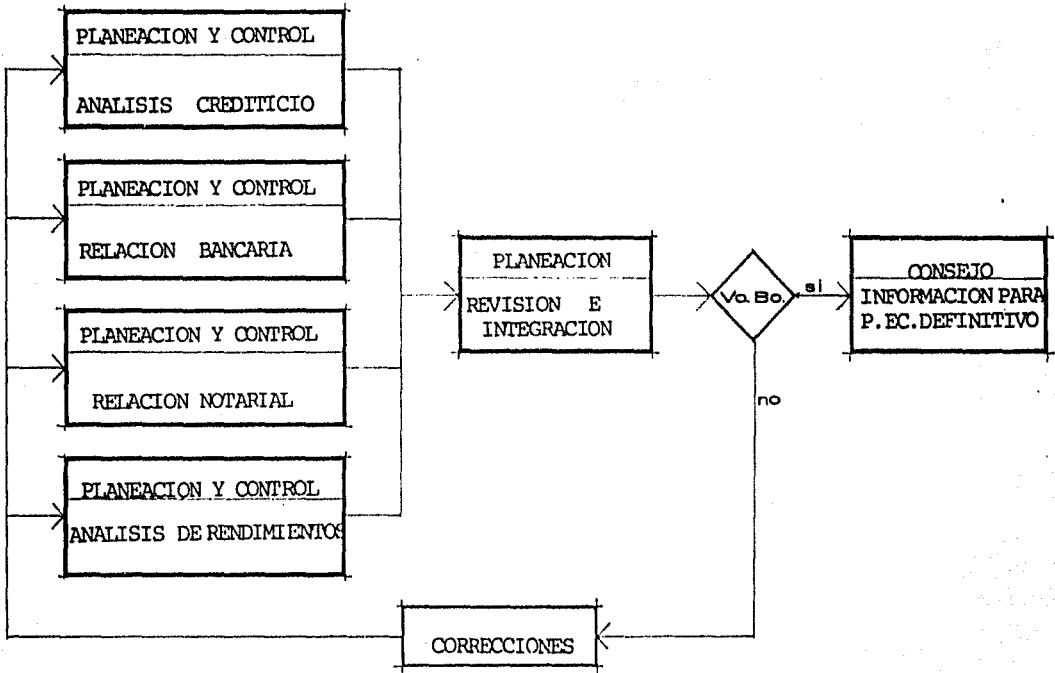 PLANEACION Y CONTROL
ANALISIS CREDITICIO
PLANEACION Y CONTROL
RELACION BANCARIA
PLANEACION Y CONTROL
RELACION NOTARIAL
PLANEACION Y CONTROL
ANALISIS DE RENDIMIENTOS
PLANEACION
REVISION E
INTEGRACION
Vo. Bo.
si
no
CONSEJO
INFORMACION PARA
P. EC. DEFINITIVO
CORRECCIONES